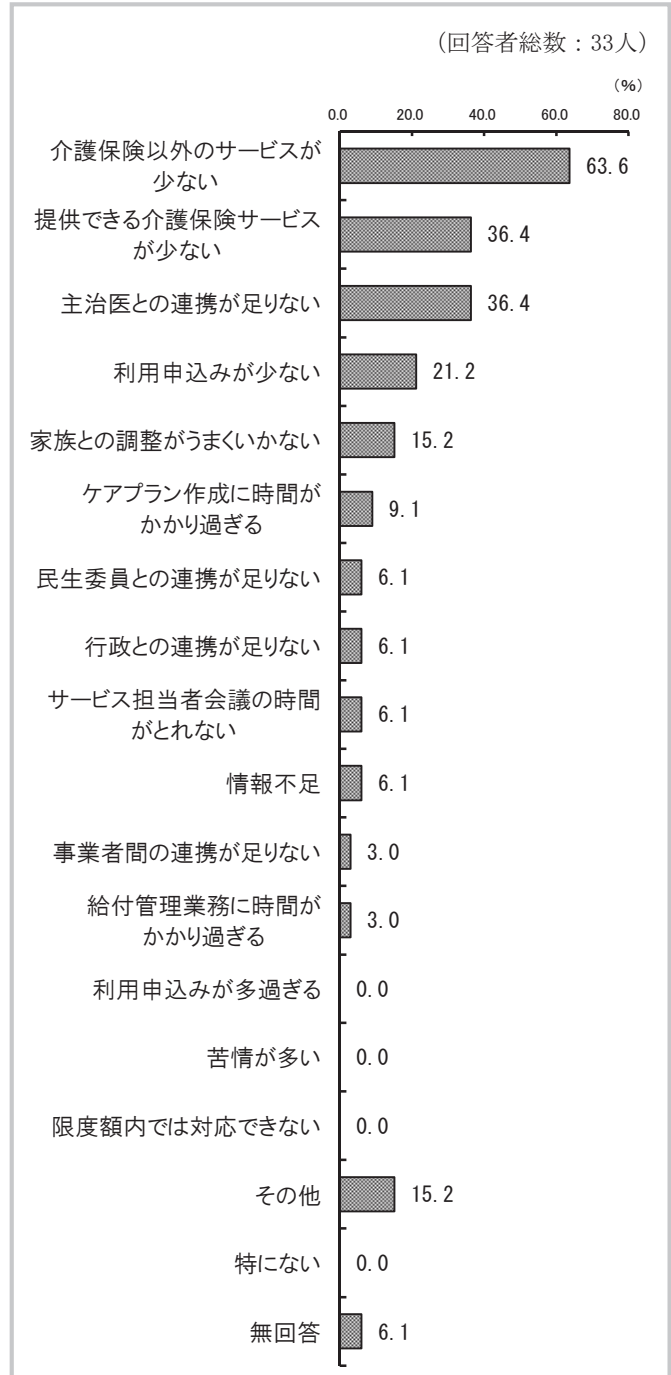 （回答者総数：33人）
（%）
0.0 20.0 40.0 60.0 80.0
介護保険以外のサービスが
少ない
63.6
提供できる介護保険サービス
が少ない
36.4
主治医との連携が足りない
36.4
利用申込みが少ない
21.2
家族との調整がうまくいかない
15.2
ケアプラン作成に時間が
かかり過ぎる
9.1
民生委員との連携が足りない
6.1
行政との連携が足りない
6.1
サービス担当者会議の時間
がとれない
6.1
情報不足
6.1
事業者間の連携が足りない
3.0
給付管理業務に時間が
かかり過ぎる
3.0
利用申込みが多過ぎる
0.0
苦情が多い
0.0
限度額内では対応できない
0.0
その他
15.2
特にない
0.0
無回答
6.1